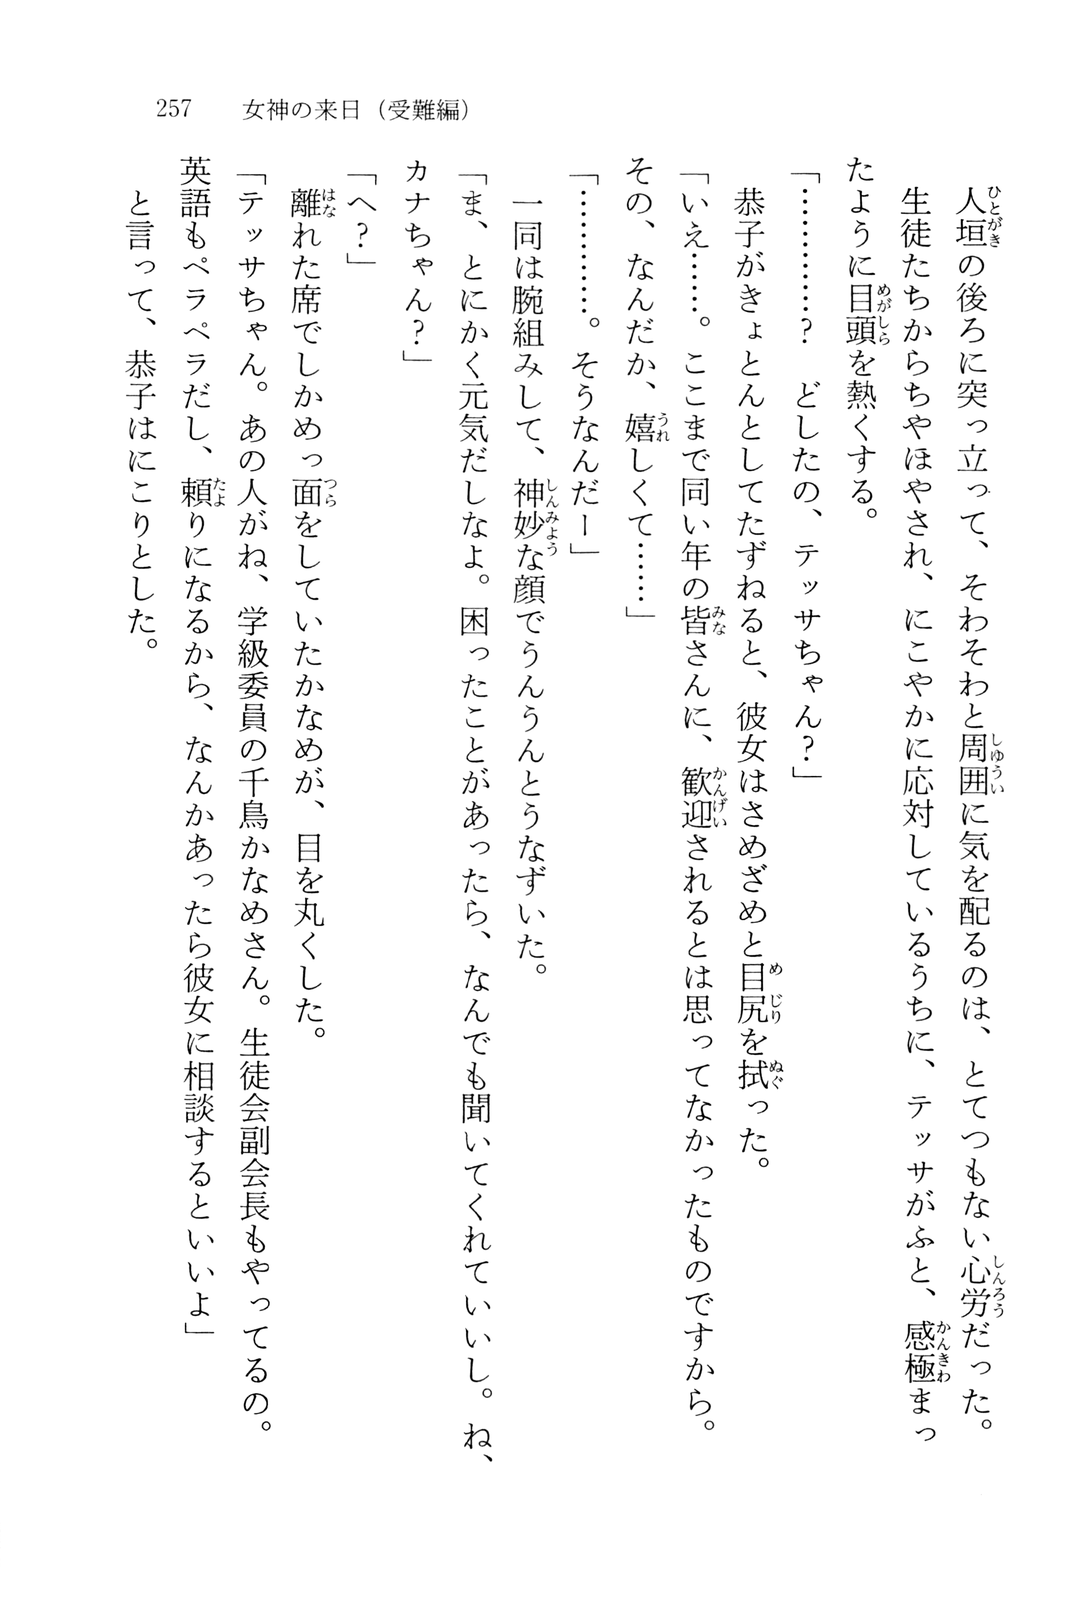 257 女神の来日（受難編）
人垣の後ろに突っ立って、そわそわと周囲に気を配るのは、とてつもない心労だった。
生徒たちからちやほやされ、にこやかに応対しているうちに、テッサがふと、感極まっ
たように目頭を熱くする。
「…………？　どしたの、テッサちゃん？」
恭子がきょとんとしてたずねると、彼女はさめざめと目尻を拭った。
「いえ……。ここまで同い年の皆さんに、歓迎されるとは思ってなかったものですから。
その、なんだか、嬉しくて……」
「…………。そうなんだー」
一同は腕組みして、神妙な顔でうんうんとうなずいた。
「ま、とにかく元気だしなよ。困ったことがあったら、なんでも聞いてくれていいし。ね、
カナちゃん？」
「へ？」
離れた席でしかめっ面をしていたかなめが、目を丸くした。
「テッサちゃん。あの人がね、学級委員の千鳥かなめさん。生徒会副会長もやってるの。
英語もペラペラだし、頼りになるから、なんかあったら彼女に相談するといいよ」
と言って、恭子はにこりとした。